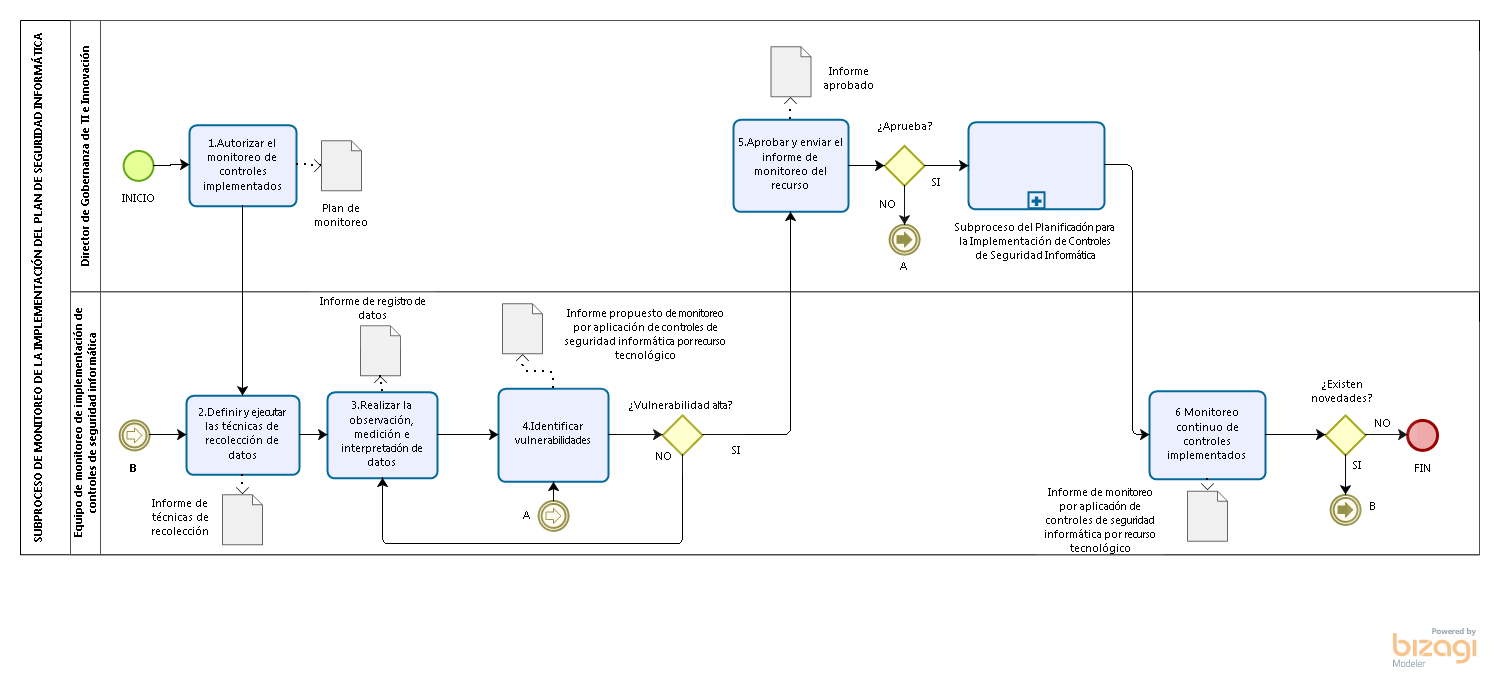 SUBPROCESO DE MONITOREO DE LA IMPLEMENTACIÓN DEL PLAN DE SEGURIDAD INFORMÁTICA
Director de Gobernanza de TI e Innovación
INICIO
1.Autorizar el
monitoreo de
controles
implementados
Plan de
monitoreo
Informe
aprobado
5.Aprobar y enviar el
informe de
monitoreo del
recurso
¿Aprueba?
SI
NO
A
Subproceso del Planificación para
la Implementación de Controles
de Seguridad Informática
Equipo de monitoreo de implementación de
controles de seguridad informática
B
2.Definir y ejecutar
las técnicas de
recolección de
datos
Informe de
técnicas de
recolección
Informe de registro de
datos
3.Realizar la
observación,
medición e
interpretación de
datos
Informe propuesto de monitoreo
por aplicación de controles de
seguridad informática por recurso
tecnológico
4.Identificar
vulnerabilidades
A
¿Vulnerabilidad alta?
NO
SI
6 Monitoreo
continuo de
controles
implementados
Informe de monitoreo
por aplicación de
controles de seguridad
informática por recurso
tecnológico
¿Existen
novedades?
NO
FIN
SI
B
Powered by
bizagi
Modeler